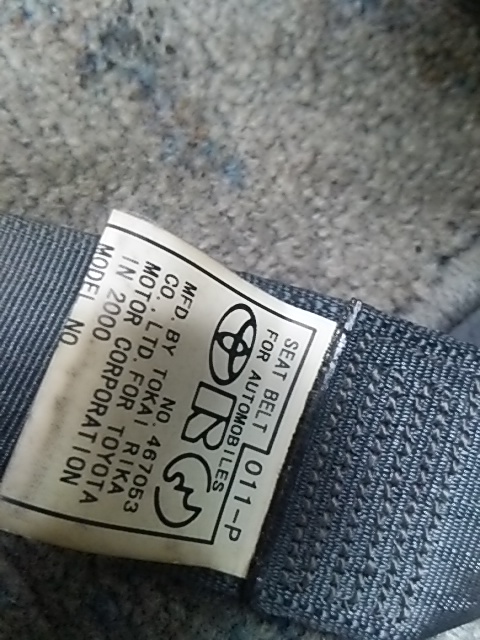 SEAT BELT
FOR AUTOMOBILES
011-P
NO 467053
MFD. BY TOKAI RIKA
CO., LTD. FOR TOYOTA
MOTOR CORPORATION
IN 2000
MODEL NO